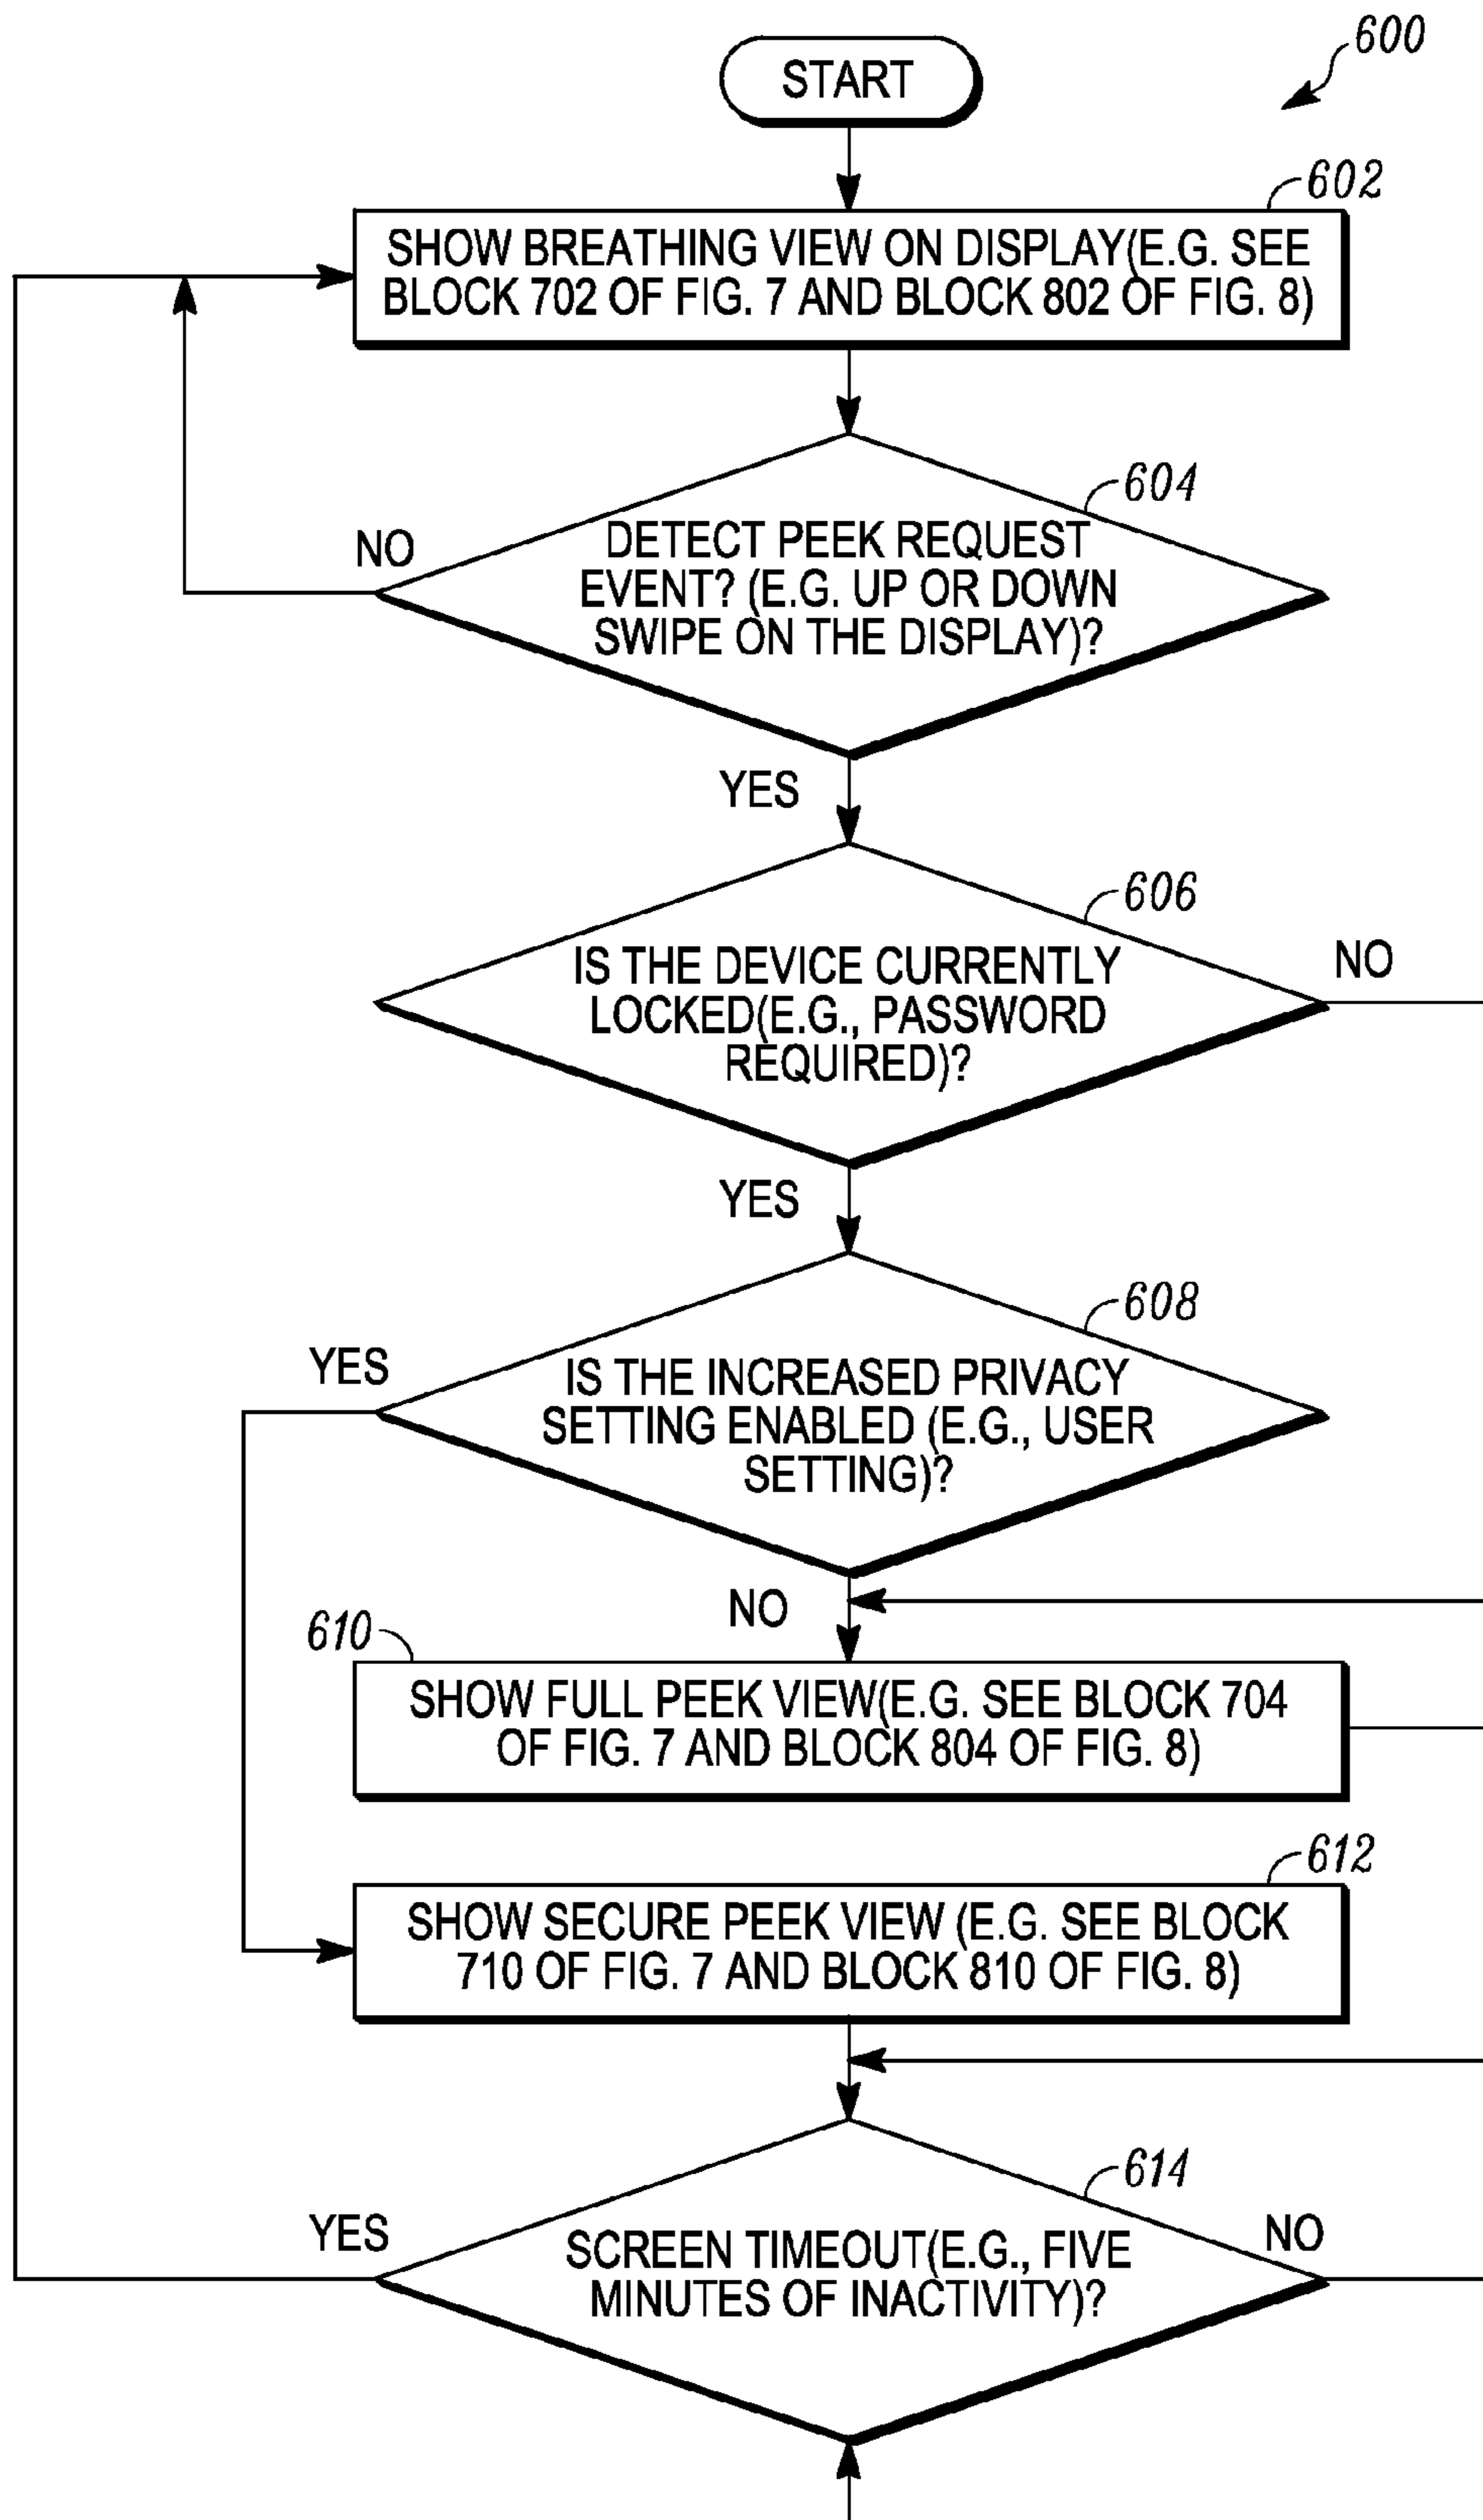 600
START
602
SHOW BREATHING VIEW ON DISPLAY(E.G. SEE
BLOCK 702 OF FIG. 7 AND BLOCK 802 OF FIG. 8)
604
NO
DETECT PEEK REQUEST
EVENT? (E.G. UP OR DOWN
SWIPE ON THE DISPLAY)?
YES
606
NO
IS THE DEVICE CURRENTLY
LOCKED(E.G., PASSWORD
REQUIRED)?
YES
608
YES
IS THE INCREASED PRIVACY
SETTING ENABLED (E.G., USER
SETTING)?
NO
610
SHOW FULL PEEK VIEW(E.G. SEE BLOCK 704
OF FIG. 7 AND BLOCK 804 OF FIG. 8)
612
SHOW SECURE PEEK VIEW (E.G. SEE BLOCK
710 OF FIG. 7 AND BLOCK 810 OF FIG. 8)
614
YES
NO
SCREEN TIMEOUT(E.G., FIVE
MINUTES OF INACTIVITY)?